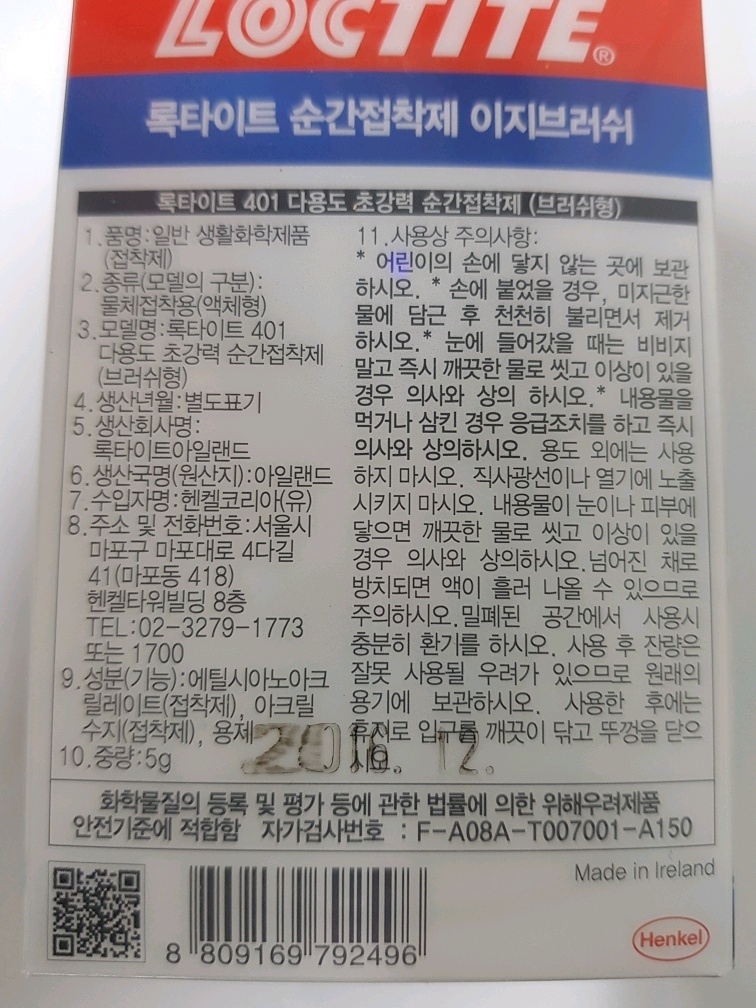 LOCTITE®
록타이트 순간접착제 이지브러쉬
록타이트 401 다용도 초강력 순간접착제 (브러쉬형)
1.품명:일반 생활화학제품
(접착제)
2.종류(모델의 구분):
물체접착용(액체형)
3.모델명:록타이트 401
다용도 초강력 순간접착제
(브러쉬형)
4.생산년월:별도표기
5.생산회사명:
록타이트아일랜드
6.생산국명(원산지):아일랜드
7.수입자명:헨켈코리아(유)
8.주소 및 전화번호:서울시
마포구 마포대로 4다길
41(마포동 418)
헨켈타워빌딩 8층
TEL:02-3279-1773
또는 1700
9.성분(기능):에틸시아노아크
릴레이트(접착제), 아크릴
수지(접착제), 용제
10.중량:5g
11.사용상 주의사항:
* 어린이의 손에 닿지 않는 곳에 보관
하시오. * 손에 붙었을 경우, 미지근한
물에 담근 후 천천히 불리면서 제거
하시오.* 눈에 들어갔을 때는 비비지
말고 즉시 깨끗한 물로 씻고 이상이 있을
경우 의사와 상의 하시오.* 내용물을
먹거나 삼킨 경우 응급조치를 하고 즉시
의사와 상의하시오. 용도 외에는 사용
하지 마시오. 직사광선이나 열기에 노출
시키지 마시오. 내용물이 눈이나 피부에
닿으면 깨끗한 물로 씻고 이상이 있을
경우 의사와 상의하시오.넘어진 채로
방치되면 액이 흘러 나올 수 있으므로
주의하시오.밀폐된 공간에서 사용시
충분히 환기를 하시오. 사용 후 잔량은
잘못 사용될 우려가 있으므로 원래의
용기에 보관하시오. 사용한 후에는
휴지로 입구를 깨끗이 닦고 뚜껑을 닫으
시오.
2016. 12.
화학물질의 등록 및 평가 등에 관한 법률에 의한 위해우려제품
안전기준에 적합함 자가검사번호 : F-A08A-T007001-A150
Made in Ireland
8 809169 792496
Henkel